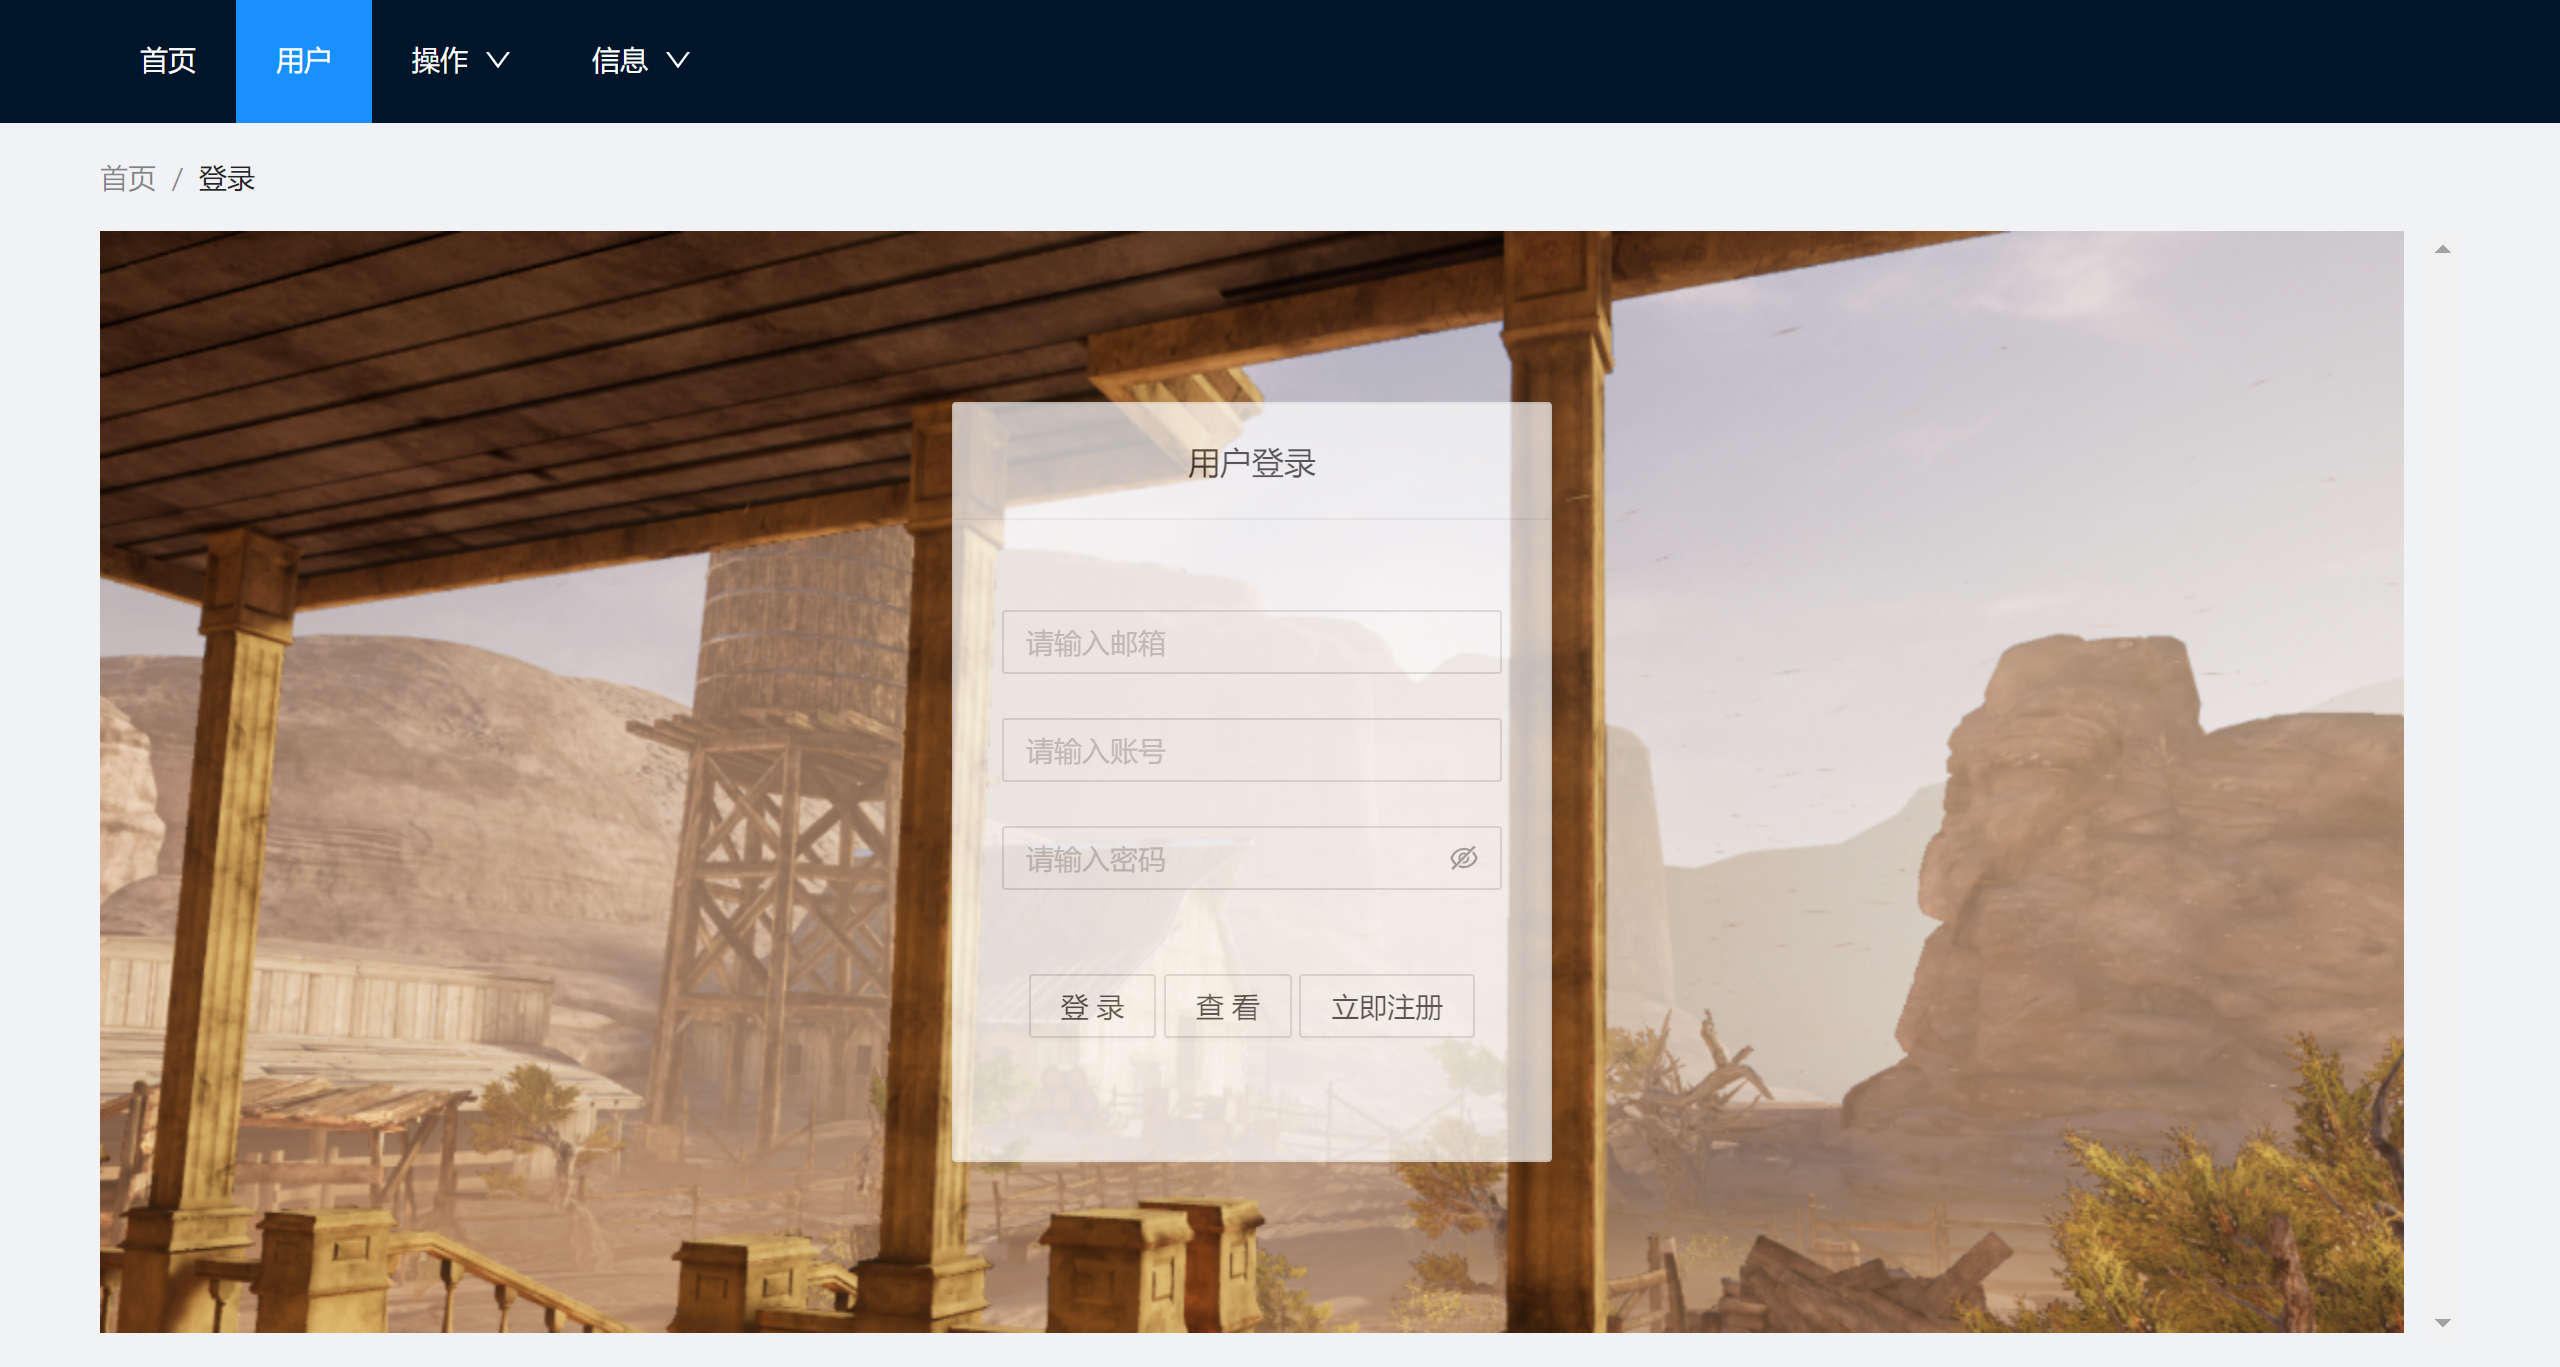 首页 用户 操作 信息
首页 / 登录
用户登录
请输入邮箱
请输入账号
请输入密码
登 录 查 看 立即注册